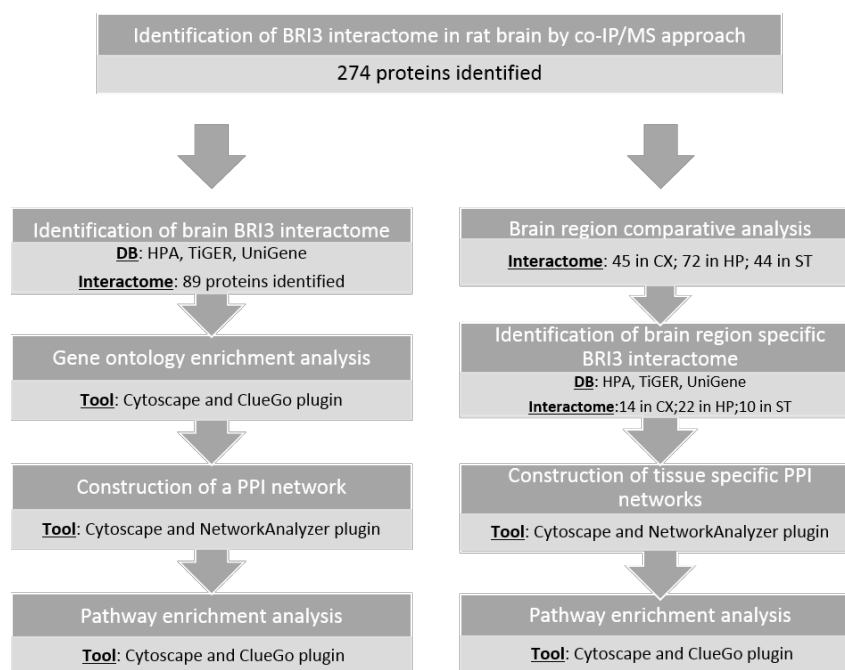 Identification of BRI3 interactome in rat brain by co-IP/MS approach
274 proteins identified
Identification of brain BRI3 interactome
DB: HPA, TiGER, UniGene
Interactome: 89 proteins identified
Gene ontology enrichment analysis
Tool: Cytoscape and ClueGo plugin
Construction of a PPI network
Tool: Cytoscape and NetworkAnalyzer plugin
Pathway enrichment analysis
Tool: Cytoscape and ClueGo plugin
Brain region comparative analysis
Interactome: 45 in CX; 72 in HP; 44 in ST
Identification of brain region specific
BRI3 interactome
DB: HPA, TiGER, UniGene
Interactome:14 in CX;22 in HP;10 in ST
Construction of tissue specific PPI
networks
Tool: Cytoscape and NetworkAnalyzer plugin
Pathway enrichment analysis
Tool: Cytoscape and ClueGo plugin